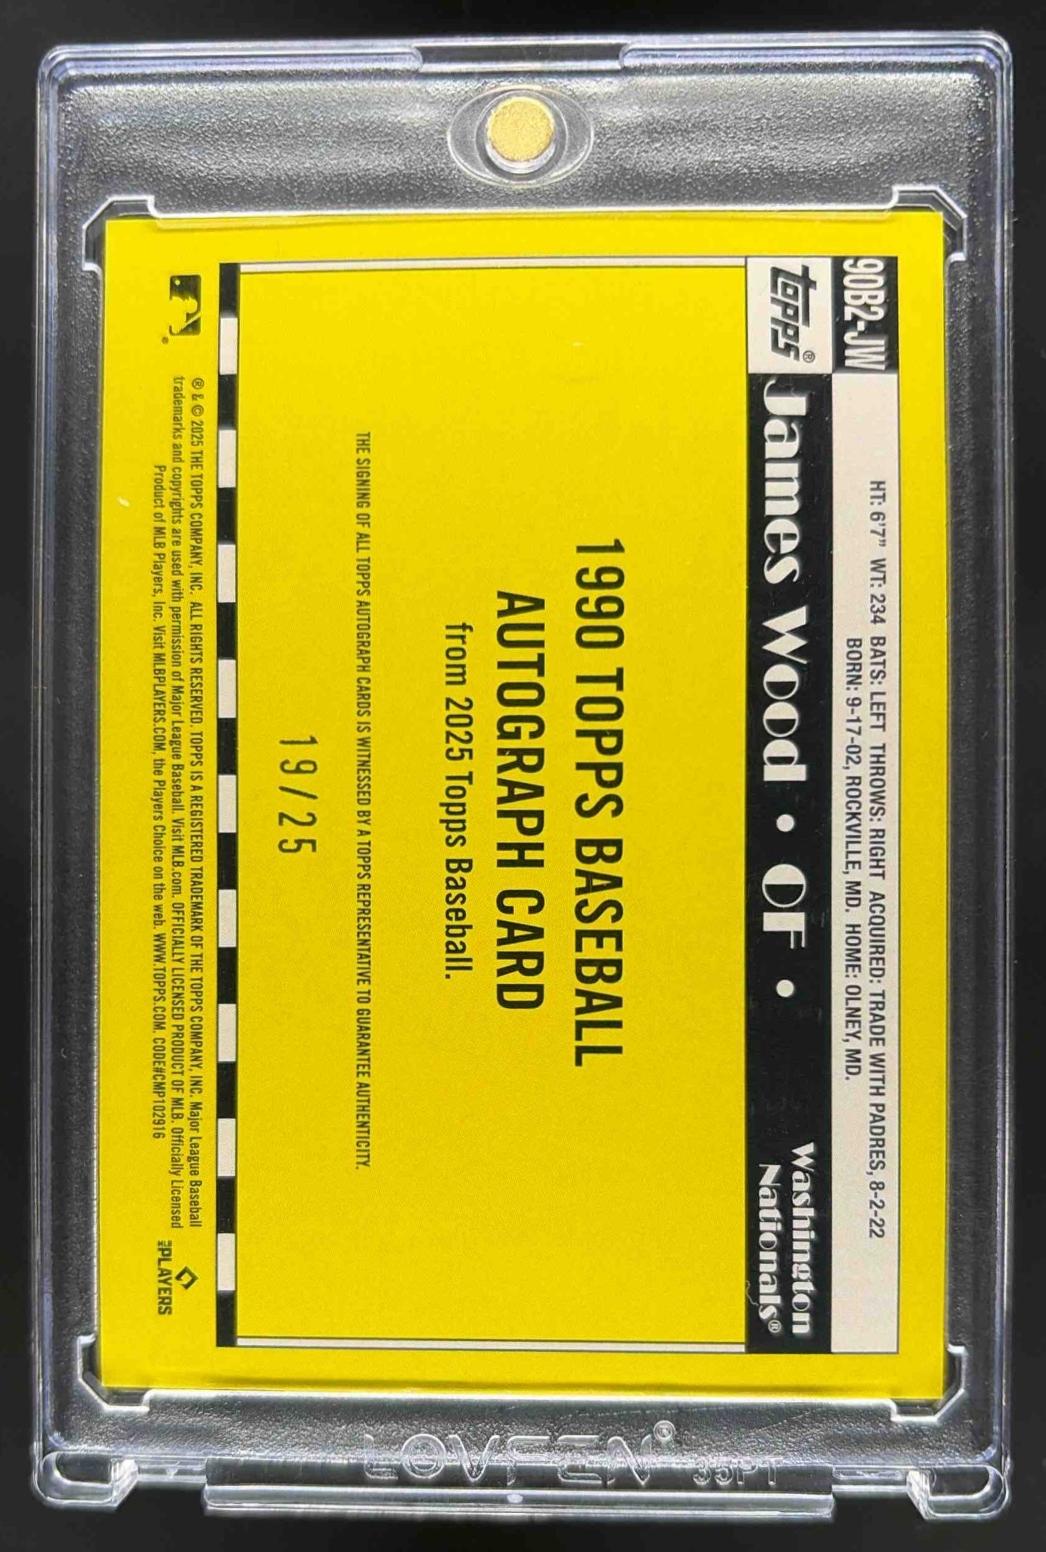 90B2-JW
HT: 6'7" WT: 234 BATS: LEFT THROWS: RIGHT ACQUIRED: TRADE WITH PADRES, 8-2-22
BORN: 9-17-02, ROCKVILLE, MD. HOME: OLNEY, MD.
TOPPS®
James Wood • OF •
Washington
Nationals®
1990 TOPPS BASEBALL
AUTOGRAPH CARD
from 2025 Topps Baseball.
THE SIGNING OF ALL TOPPS AUTOGRAPH CARDS IS WITNESSED BY A TOPPS REPRESENTATIVE TO GUARANTEE AUTHENTICITY.
19/25
® & © 2025 THE TOPPS COMPANY, INC. ALL RIGHTS RESERVED. TOPPS IS A REGISTERED TRADEMARK OF THE TOPPS COMPANY, INC. Major League Baseball
trademarks and copyrights are used with permission of Major League Baseball. Visit MLB.com. OFFICIALLY LICENSED PRODUCT OF MLB. Officially Licensed
Product of MLB Players, Inc. Visit MLBPLAYERS.COM, the Players Choice on the web. WWW.TOPPS.COM. CODE#CMP102916
MLB PLAYERS
LOVFEN® 35PT